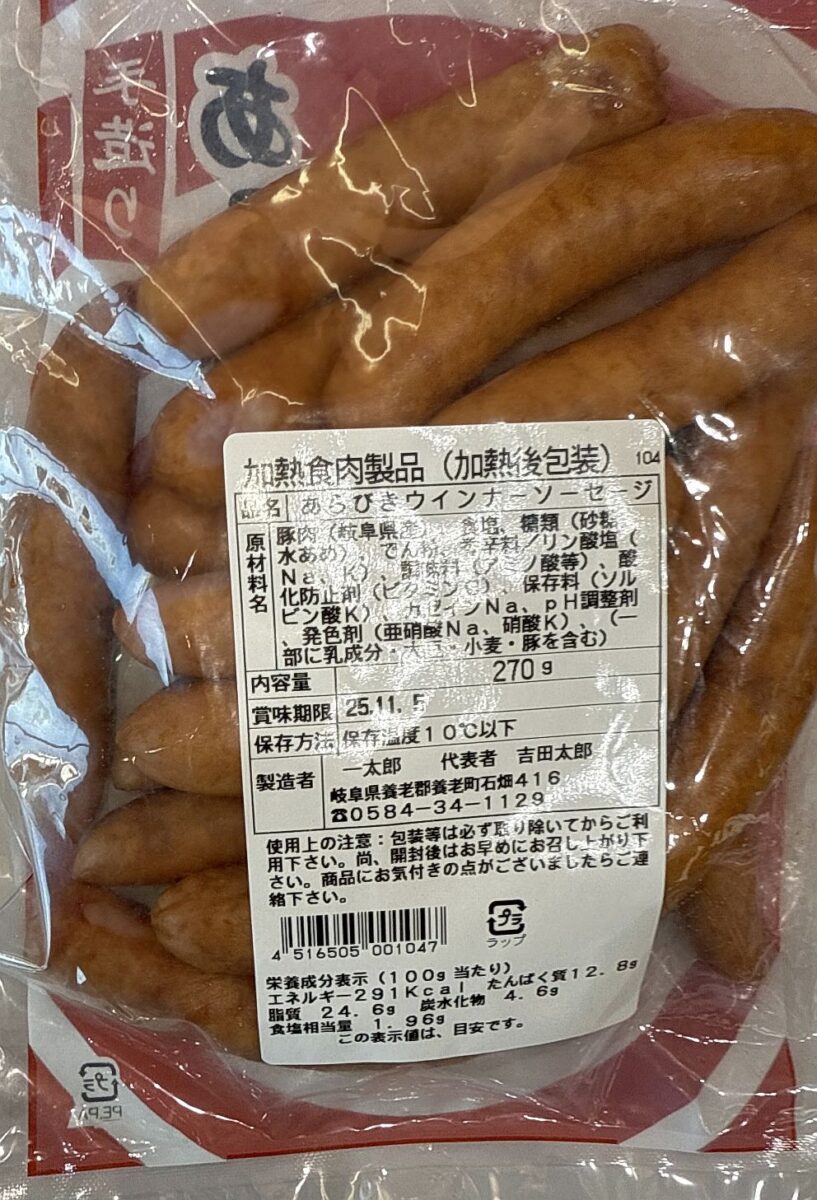 手造り
あ
加熱食肉製品（加熱後包装） 104
品名 あらびきウインナーソーセージ
原材料名 豚肉（岐阜県産）、食塩、糖類（砂糖
水あめ）、でん粉、香辛料／リン酸塩（
Ｎａ、Ｋ）、調味料（アミノ酸等）、酸
化防止剤（ビタミンＣ）、保存料（ソル
ビン酸Ｋ）、カゼインＮａ、ｐＨ調整剤
、発色剤（亜硝酸Ｎａ、硝酸Ｋ）、（一
部に乳成分・大豆・小麦・豚を含む）
内容量 270g
賞味期限 25.11. 5
保存方法 保存温度１０℃以下
製造者 一太郎 代表者 吉田太郎
岐阜県養老郡養老町石畑４１６
☎０５８４－３４－１１２９
使用上の注意：包装等は必ず取り除いてからご利
用下さい。尚、開封後はお早めにお召し上がり下
さい。商品にお気付きの点がございましたらご連
絡下さい。
4 516505 001047
プラ
ラップ
栄養成分表示（100g当たり）
エネルギー291Kcal たんぱく質12.8g
脂質 24.6g 炭水化物 4.6g
食塩相当量 1.96g
この表示値は、目安です。
プラ